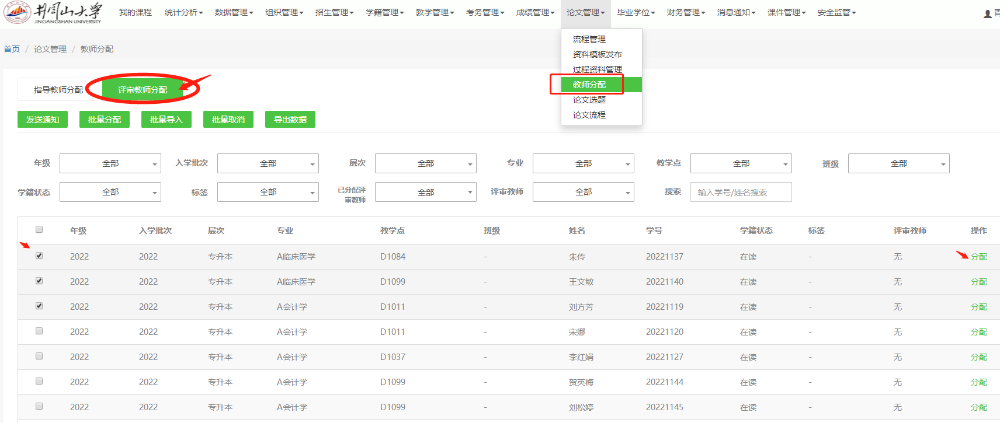 井冈山大学
JINGANGSHAN UNIVERSITY
我的课程 统计分析 数据管理 组织管理 招生管理 学籍管理 教学管理 考务管理 成绩管理 论文管理 毕业学位 财务管理 消息通知 课件管理 安全监管
流程管理
资料模板发布
过程资料管理
教师分配
论文选题
论文流程
首页 / 论文管理 / 教师分配
指导教师分配 评审教师分配
发送通知 批量分配 批量导入 批量取消 导出数据
年级 全部 入学批次 全部 层次 全部 专业 全部 教学点 全部 班级 全部
学籍状态 全部 标签 全部 已分配评审教师 全部 评审教师 全部 搜索 输入学号/姓名搜索
年级 入学批次 层次 专业 教学点 班级 姓名 学号 学籍状态 标签 评审教师 操作
2022 2022 专升本 A临床医学 D1084 - 朱传 20221137 在读 - 无 分配
2022 2022 专升本 A临床医学 D1099 - 王文敏 20221140 在读 - 无 分配
2022 2022 专升本 A会计学 D1011 - 刘方芳 20221119 在读 - 无 分配
2022 2022 专升本 A会计学 D1011 - 宋娜 20221120 在读 - 无 分配
2022 2022 专升本 A会计学 D1037 - 李红娟 20221127 在读 - 无 分配
2022 2022 专升本 A会计学 D1099 - 贺英梅 20221144 在读 - 无 分配
2022 2022 专升本 A会计学 D1099 - 刘松婷 20221145 在读 - 无 分配